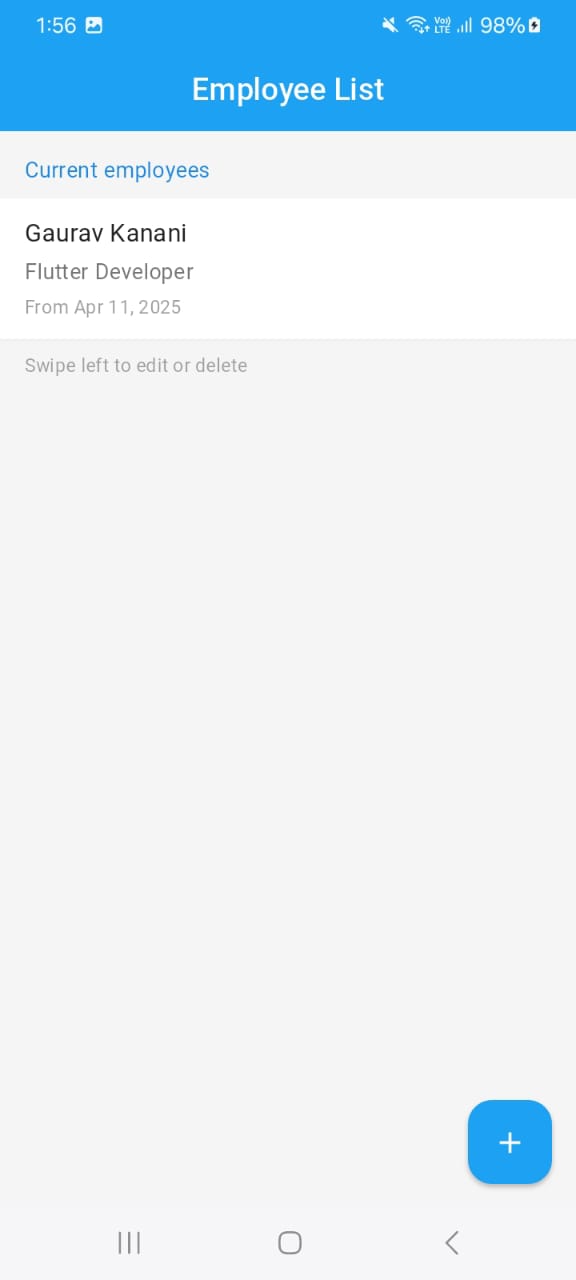 1:56
Vo)) LTE 98%
Employee List
Current employees
Gaurav Kanani
Flutter Developer
From Apr 11, 2025
Swipe left to edit or delete
+